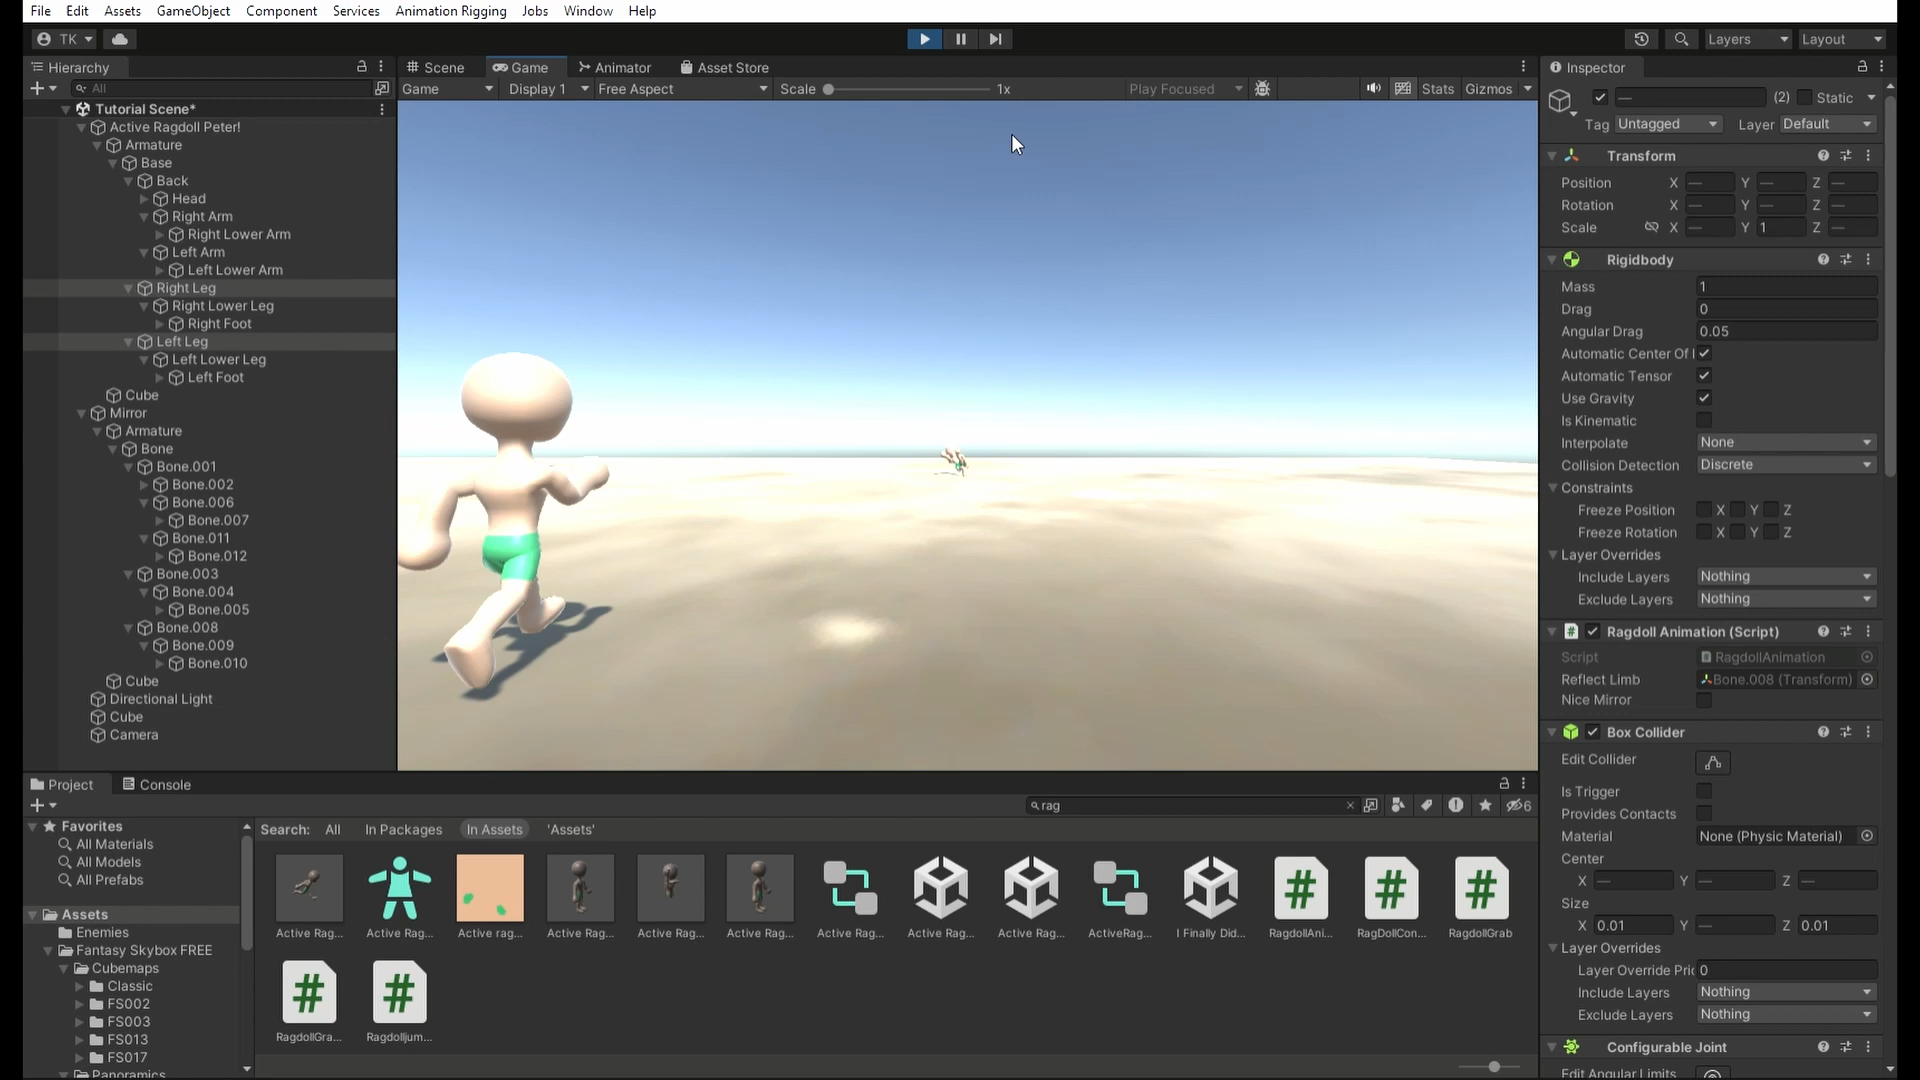 File Edit Assets GameObject Component Services Animation Rigging Jobs Window Help
TK Layers Layout
Hierarchy
All
Tutorial Scene*
Active Ragdoll Peter!
Armature
Base
Back
Head
Right Arm
Right Lower Arm
Left Arm
Left Lower Arm
Right Leg
Right Lower Leg
Right Foot
Left Leg
Left Lower Leg
Left Foot
Cube
Mirror
Armature
Bone
Bone.001
Bone.002
Bone.006
Bone.007
Bone.011
Bone.012
Bone.003
Bone.004
Bone.005
Bone.008
Bone.009
Bone.010
Cube
Directional Light
Cube
Camera
Scene Game Animator Asset Store
Game Display 1 Free Aspect Scale 1x Play Focused Stats Gizmos
Inspector
— (2) Static
Tag Untagged Layer Default
Transform
Position X — Y — Z —
Rotation X — Y — Z —
Scale X — Y 1 Z —
Rigidbody
Mass 1
Drag 0
Angular Drag 0.05
Automatic Center Of
Automatic Tensor
Use Gravity
Is Kinematic
Interpolate None
Collision Detection Discrete
Constraints
Freeze Position X Y Z
Freeze Rotation X Y Z
Layer Overrides
Include Layers Nothing
Exclude Layers Nothing
# Ragdoll Animation (Script)
Script RagdollAnimation
Reflect Limb Bone.008 (Transform)
Nice Mirror
Box Collider
Edit Collider
Is Trigger
Provides Contacts
Material None (Physic Material)
Center
X — Y — Z —
Size
X 0.01 Y — Z 0.01
Layer Overrides
Layer Override Pri 0
Include Layers Nothing
Exclude Layers Nothing
Configurable Joint
Edit Angular Limits
Project Console
rag 6
Favorites
All Materials
All Models
All Prefabs
Assets
Enemies
Fantasy Skybox FREE
Cubemaps
Classic
FS002
FS003
FS013
FS017
Panoramics
Search: All In Packages In Assets 'Assets'
# # #
Active Rag... Active Rag... Active rag... Active Rag... Active Rag... Active Rag... Active Rag... Active Rag... Active Rag... ActiveRag... I Finally Did... RagdollAni... RagDollCon... RagdollGrab
# #
RagdollGra... Ragdolljum...